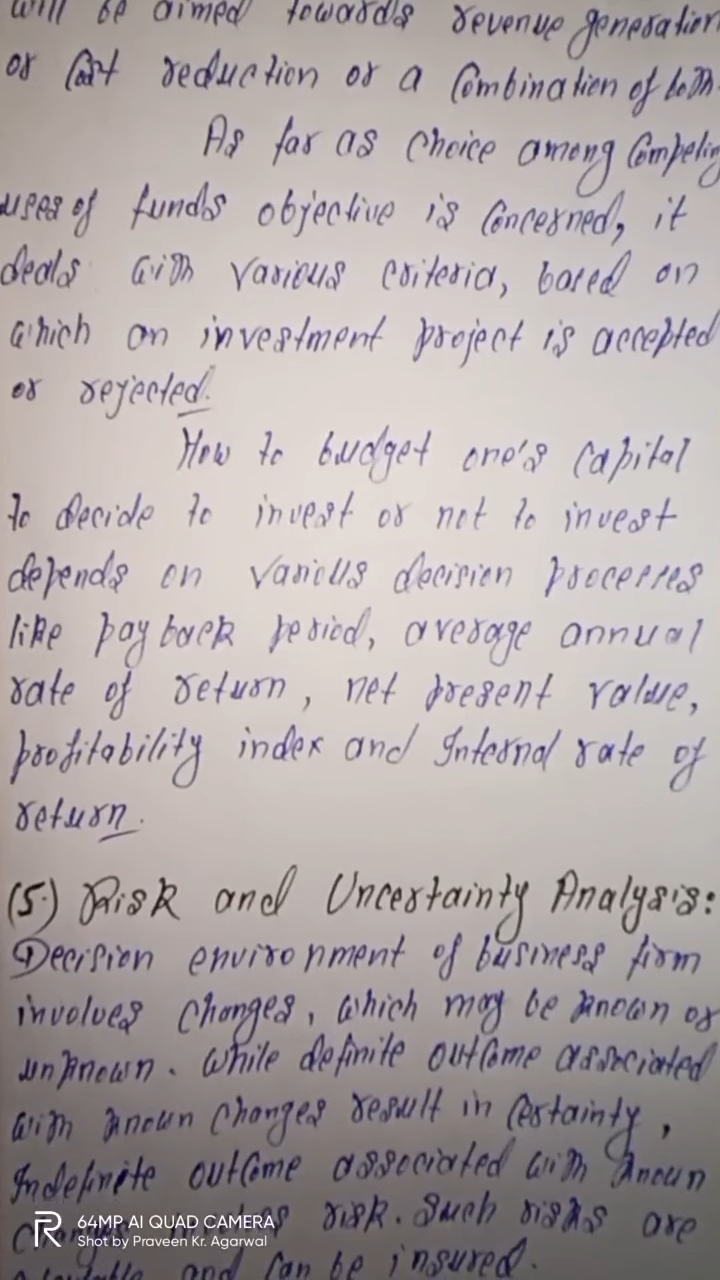 will be aimed towards revenue generation
or Cost reduction or a Combination of both.
As far as Choice among Competing
uses of funds objective is Concerned, it
deals with various criteria, based on
which an investment project is accepted
or rejected.
How to budget one's Capital
to decide to invest or not to invest
depends on various decision processes
like pay back period, average annual
rate of return, net present value,
profitability index and Internal rate of
return.
(5.) Risk and Uncertainty Analysis:
Decision environment of business firm
involves Changes, which may be known or
unknown. While definite outcome associated
with known Changes result in Certainty,
Indefinite outcome associated with known
risk. Such risks are
and Can be insured.
64MP AI QUAD CAMERA
Shot by Praveen Kr. Agarwal